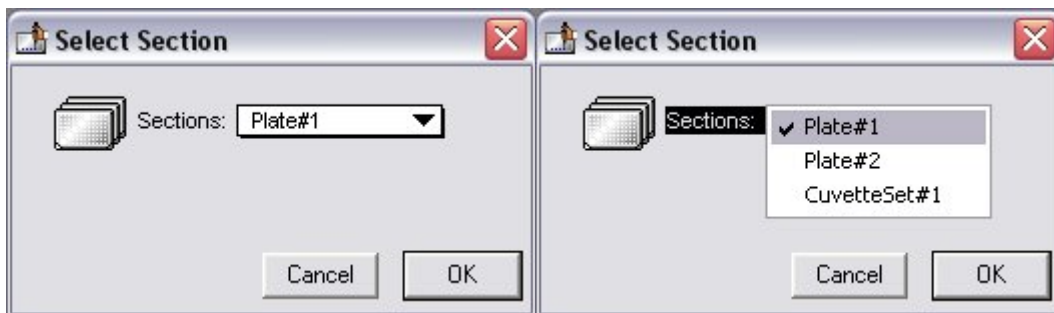 Select Section
Sections: Plate#1
Cancel OK
Select Section
Sections: Plate#1
Plate#2
CuvetteSet#1
Cancel OK